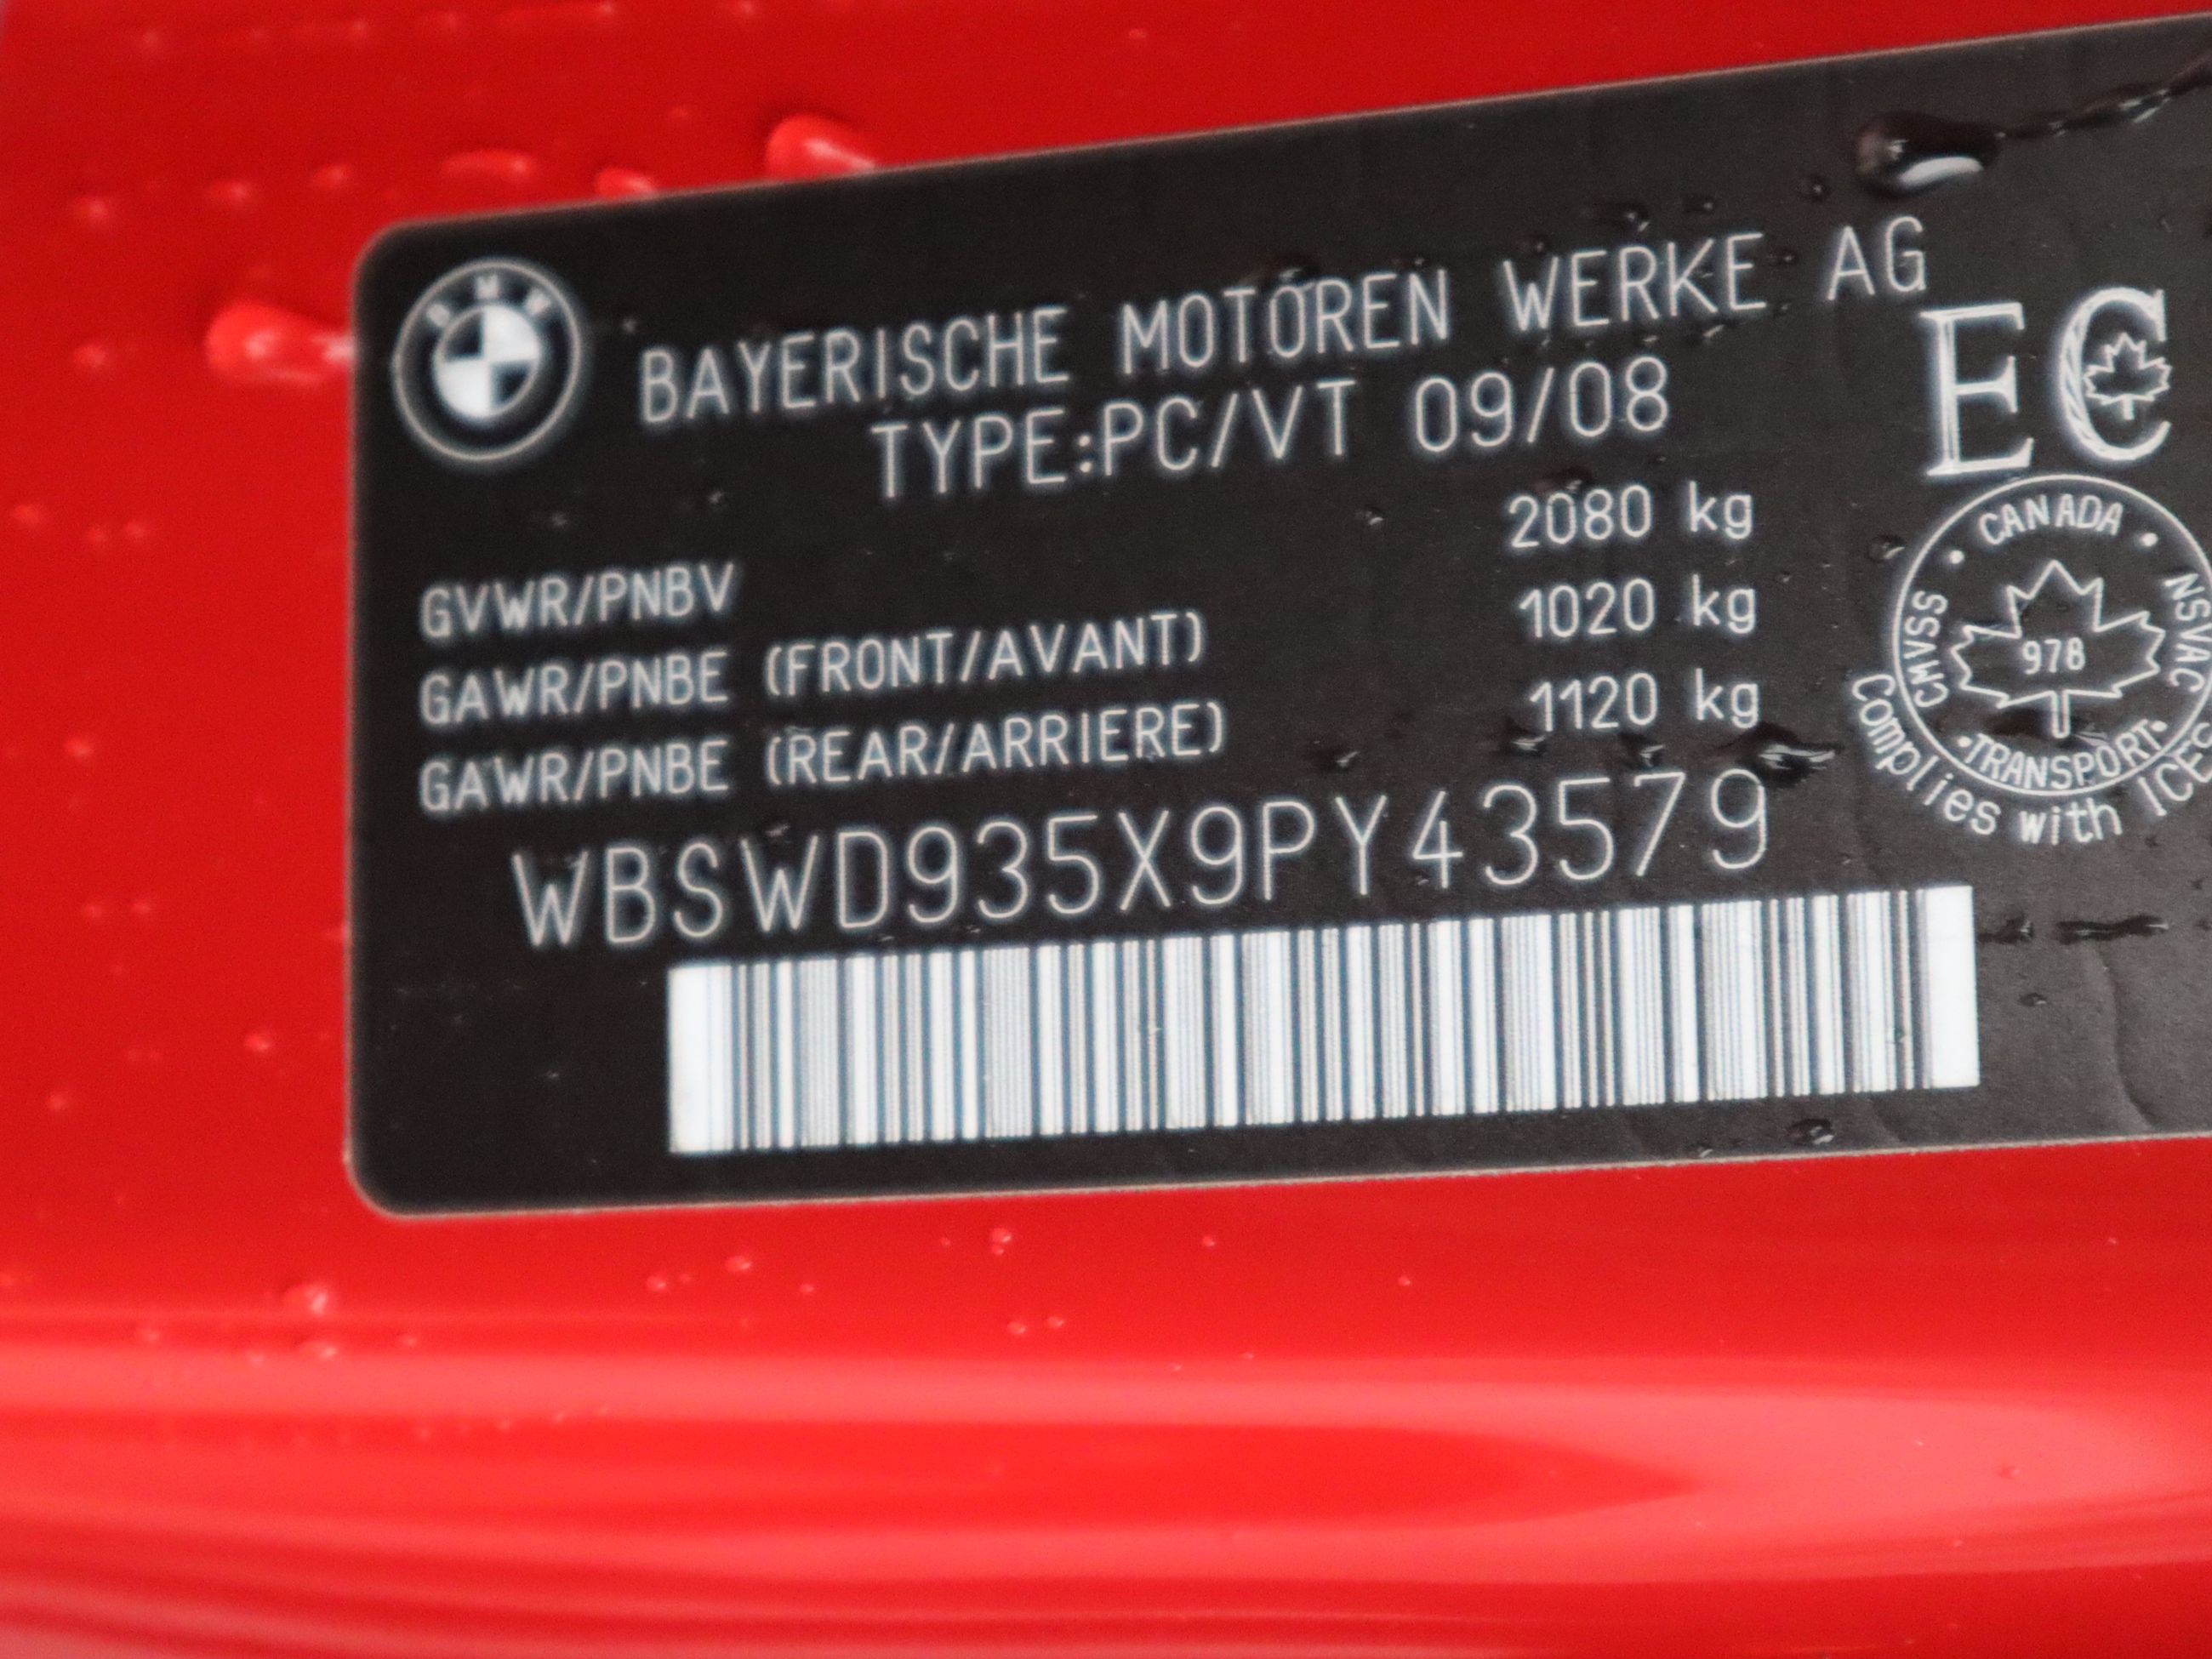 BMW
BAYERISCHE MOTOREN WERKE AG
TYPE:PC/VT 09/08
EC
GVWR/PNBV 2080 kg
GAWR/PNBE (FRONT/AVANT) 1020 kg
GAWR/PNBE (REAR/ARRIERE) 1120 kg
WBSWD935X9PY43579
CANADA
CMVSS
NSVAC
978
TRANSPORT
Complies with ICES